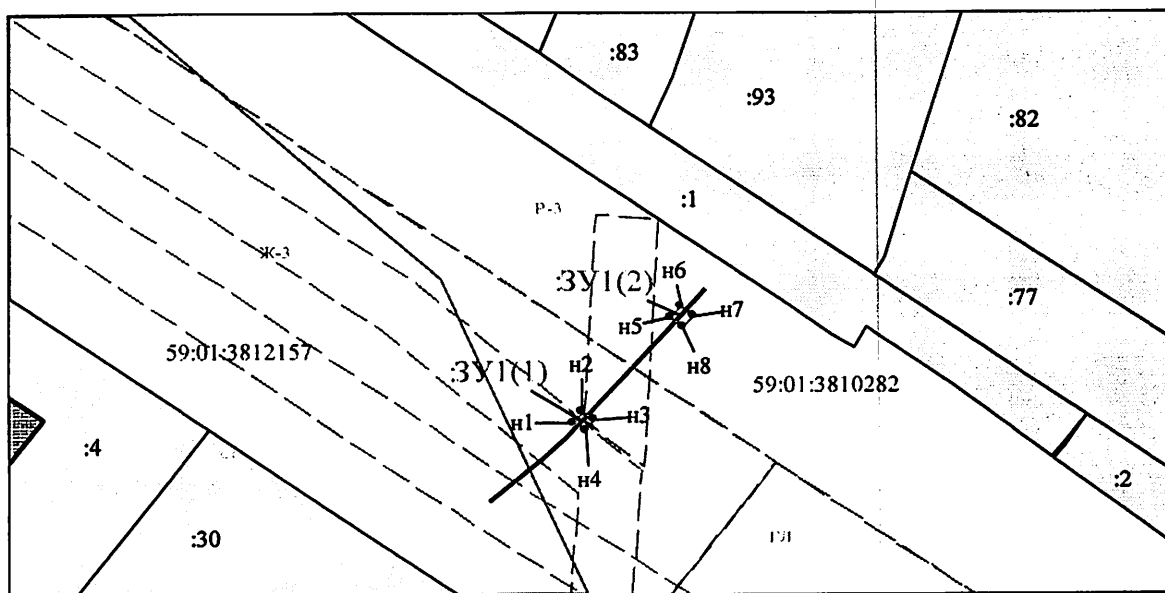 :83
:93
:82
Р-3
:1
Ж-3
:ЗУ1(2)
н6
н5
н7
:77
н8
59:01:3812157
:ЗУ1(1)
н2
59:01:3810282
н1
н3
:4
н4
:2
:30
ГЛ